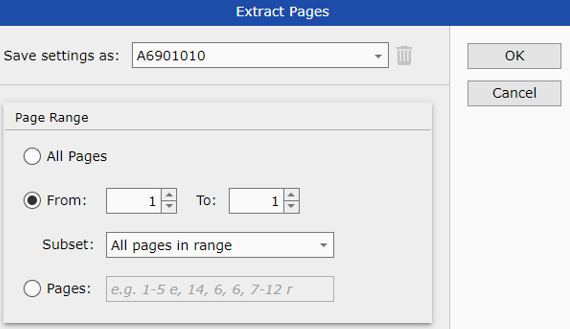 Extract Pages
Save settings as: A6901010
OK
Cancel
Page Range
All Pages
From: 1 To: 1
Subset: All pages in range
Pages: e.g. 1-5 e, 14, 6, 6, 7-12 r